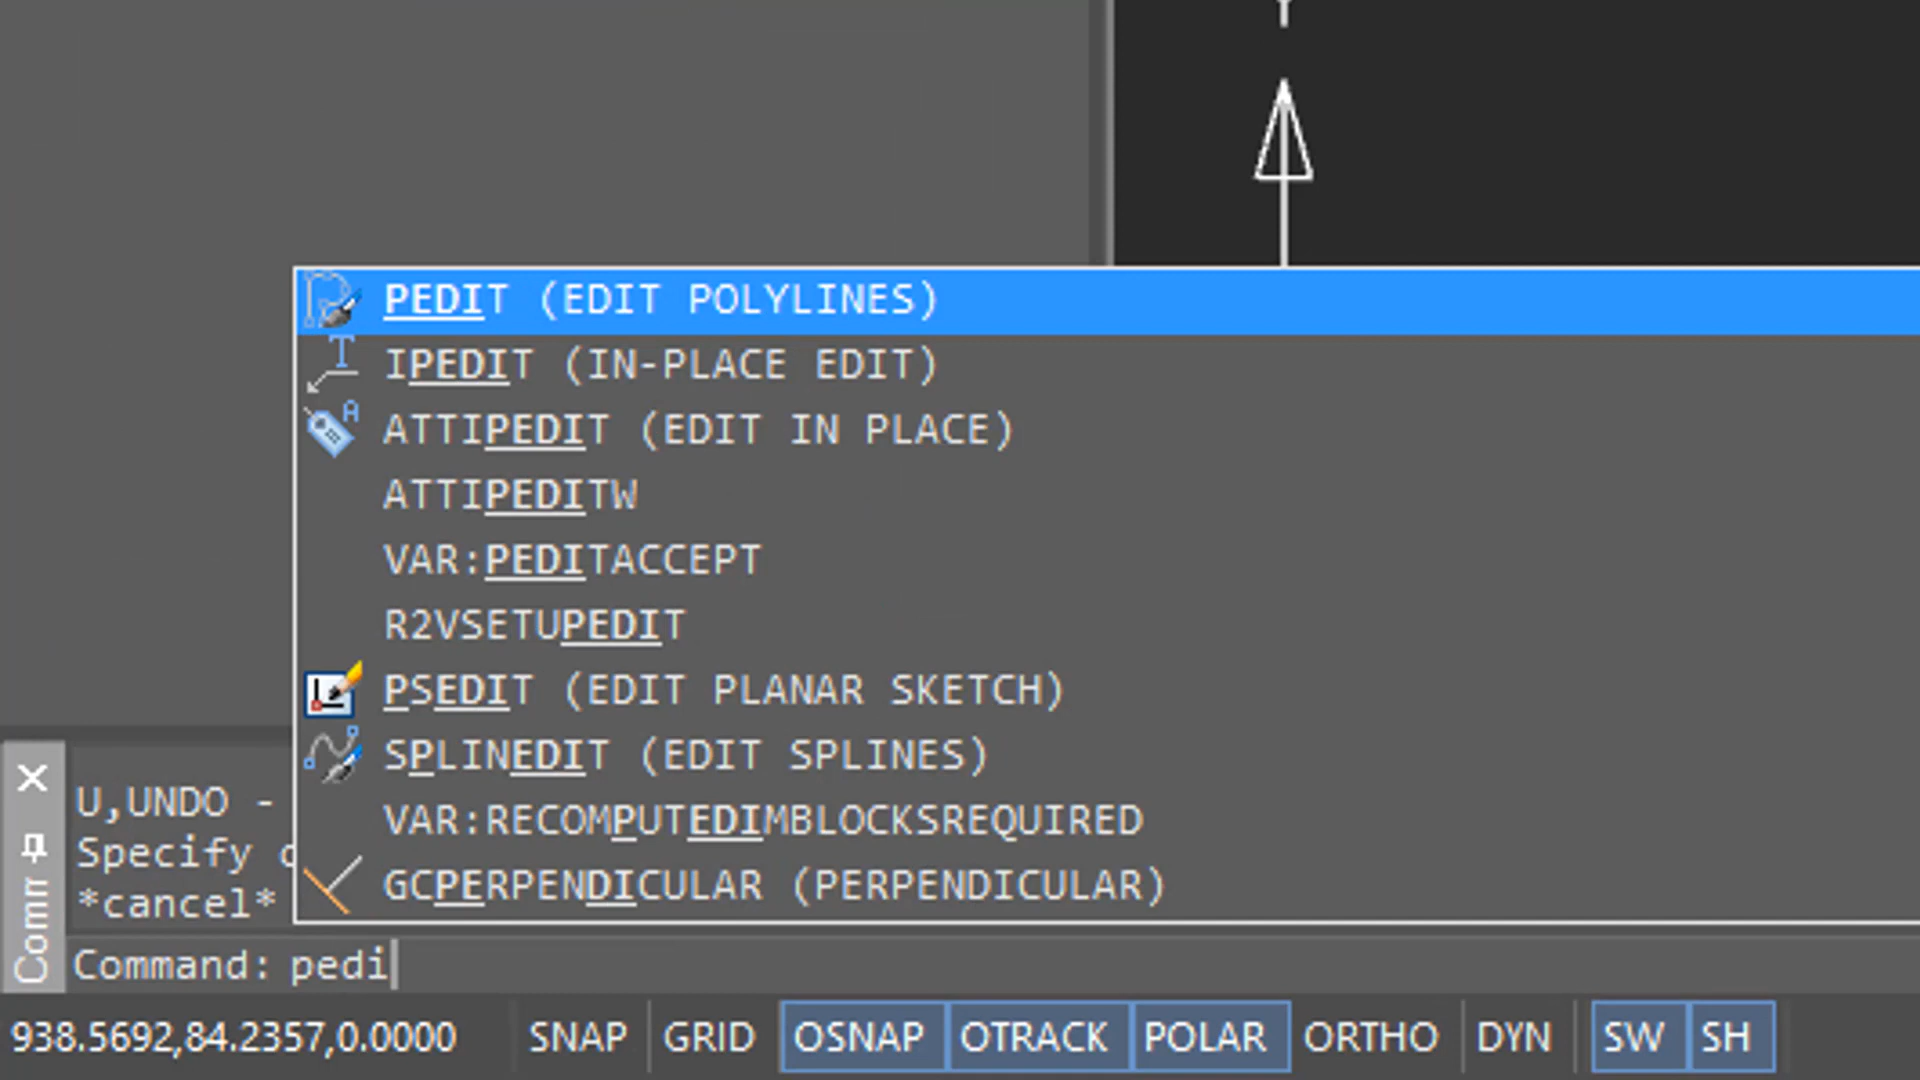 PEDIT (EDIT POLYLINES)
IPEDIT (IN-PLACE EDIT)
ATTIPEDIT (EDIT IN PLACE)
ATTIPEDITW
VAR:PEDITACCEPT
R2VSETUPEDIT
PSEDIT (EDIT PLANAR SKETCH)
SPLINEDIT (EDIT SPLINES)
VAR:RECOMPUTEDIMBLOCKSREQUIRED
GCPERPENDICULAR (PERPENDICULAR)
U,UNDO -
Specify
*cancel*
Comm
Command: pedi
938.5692,84.2357,0.0000 SNAP GRID OSNAP OTRACK POLAR ORTHO DYN SW SH